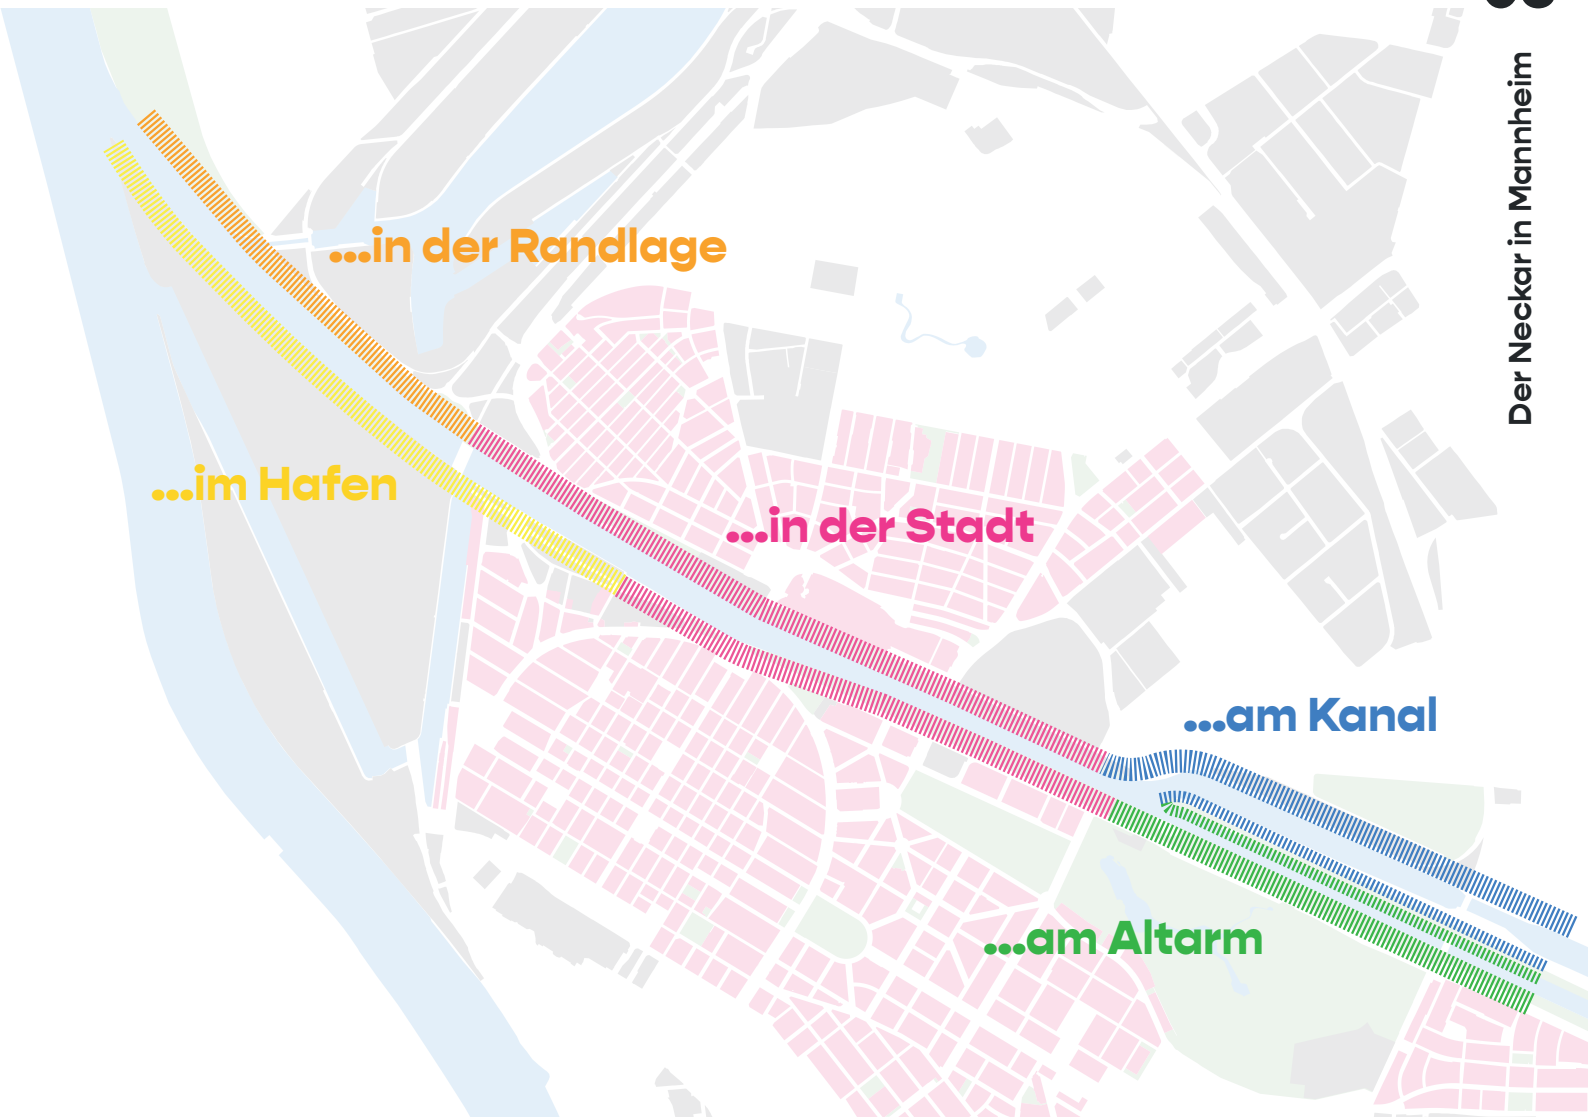 Der Neckar in Mannheim
...in der Randlage
...im Hafen
...in der Stadt
...am Kanal
...am Altarm